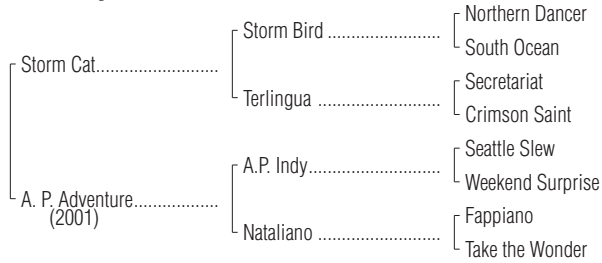 Northern Dancer
Storm Bird .......................
South Ocean
Storm Cat..........................
Secretariat
Terlingua .........................
Crimson Saint
Seattle Slew
A.P. Indy...........................
Weekend Surprise
A. P. Adventure..................
(2001)
Fappiano
Nataliano .........................
Take the Wonder